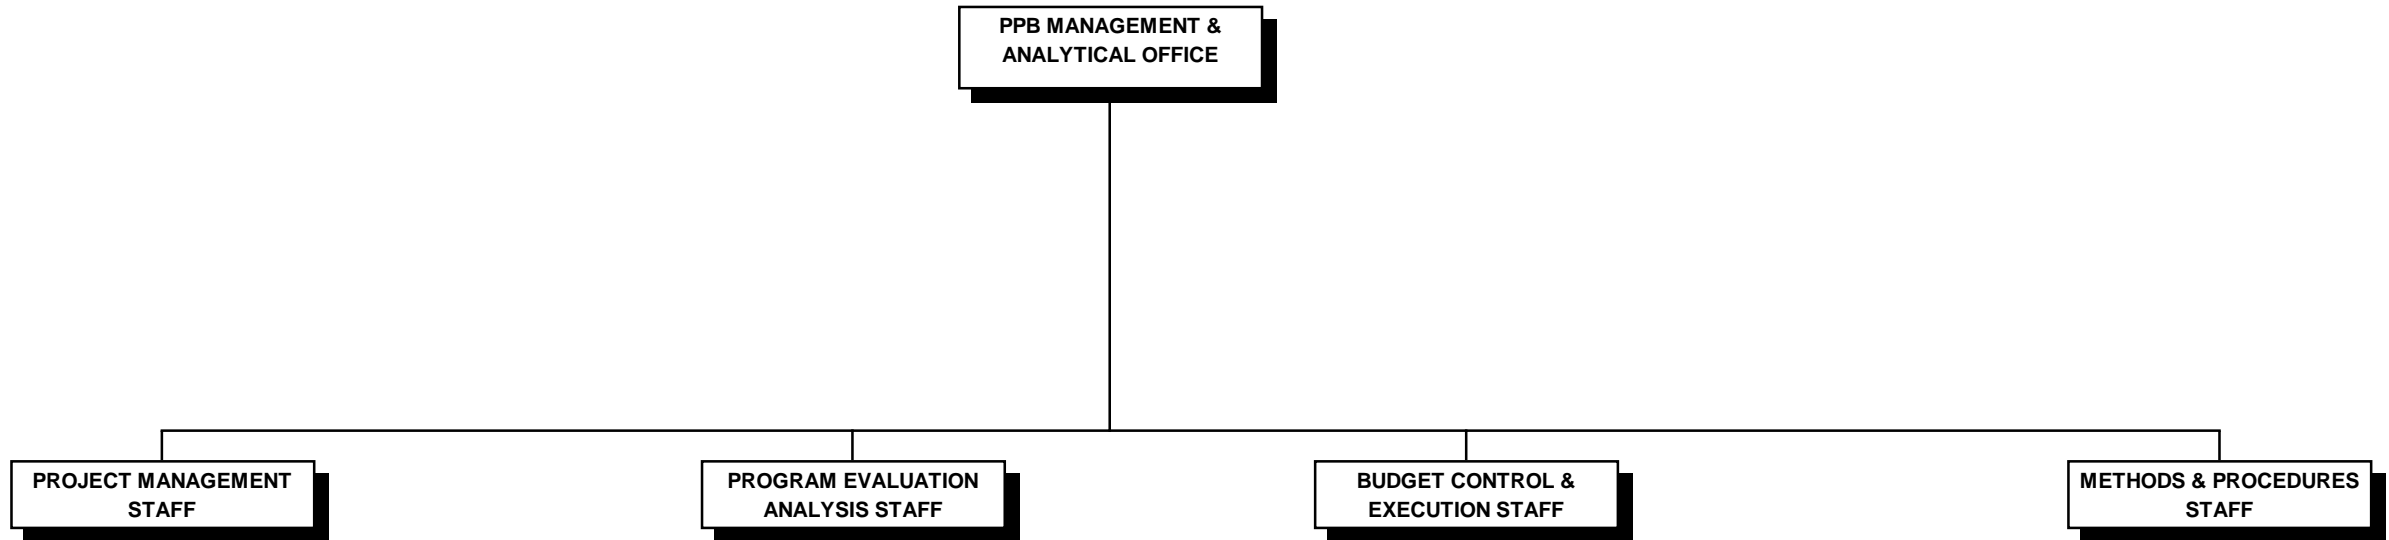 PPB MANAGEMENT &
ANALYTICAL OFFICE
PROJECT MANAGEMENT
STAFF
PROGRAM EVALUATION
ANALYSIS STAFF
BUDGET CONTROL &
EXECUTION STAFF
METHODS & PROCEDURES
STAFF